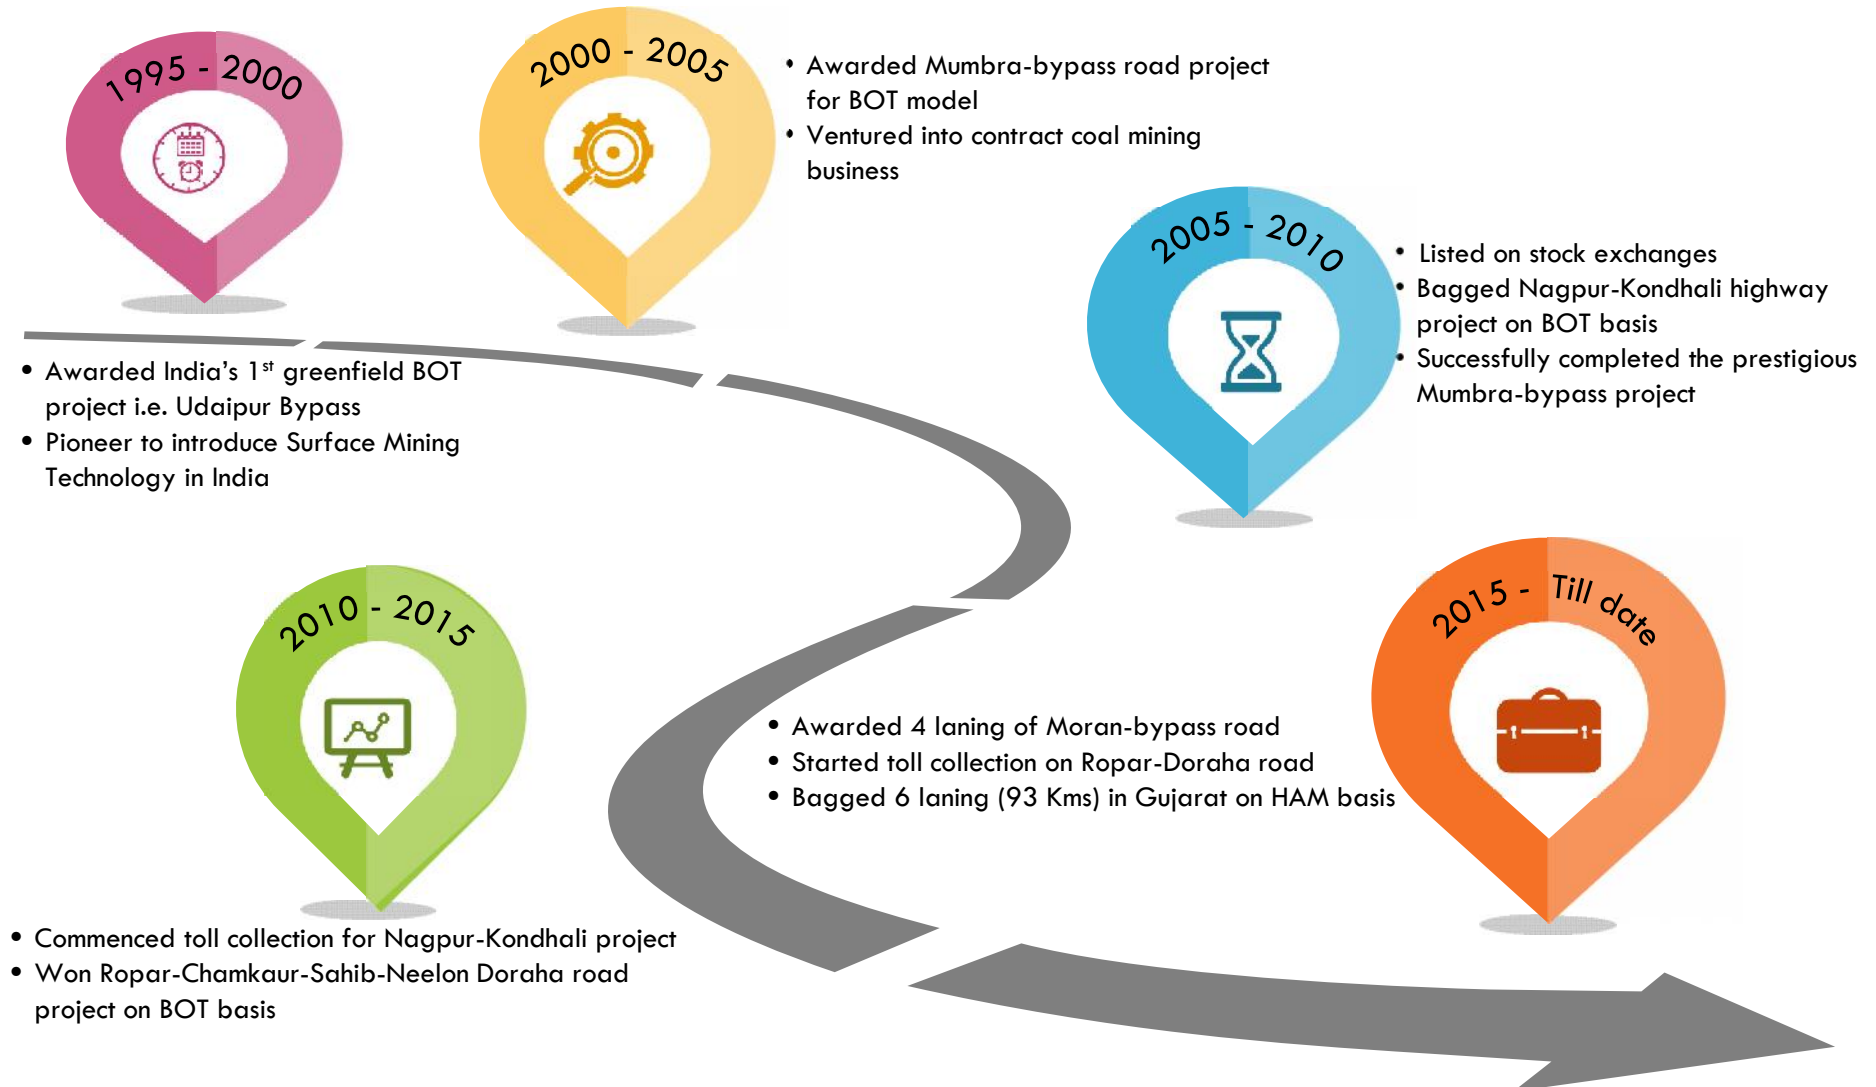 1995 - 2000
• Awarded India’s 1st greenfield BOT
project i.e. Udaipur Bypass
• Pioneer to introduce Surface Mining
Technology in India
2000 - 2005
• Awarded Mumbra-bypass road project
for BOT model
• Ventured into contract coal mining
business
2005 - 2010
• Listed on stock exchanges
• Bagged Nagpur-Kondhali highway
project on BOT basis
• Successfully completed the prestigious
Mumbra-bypass project
2010 - 2015
• Commenced toll collection for Nagpur-Kondhali project
• Won Ropar-Chamkaur-Sahib-Neelon Doraha road
project on BOT basis
2015 - Till date
• Awarded 4 laning of Moran-bypass road
• Started toll collection on Ropar-Doraha road
• Bagged 6 laning (93 Kms) in Gujarat on HAM basis